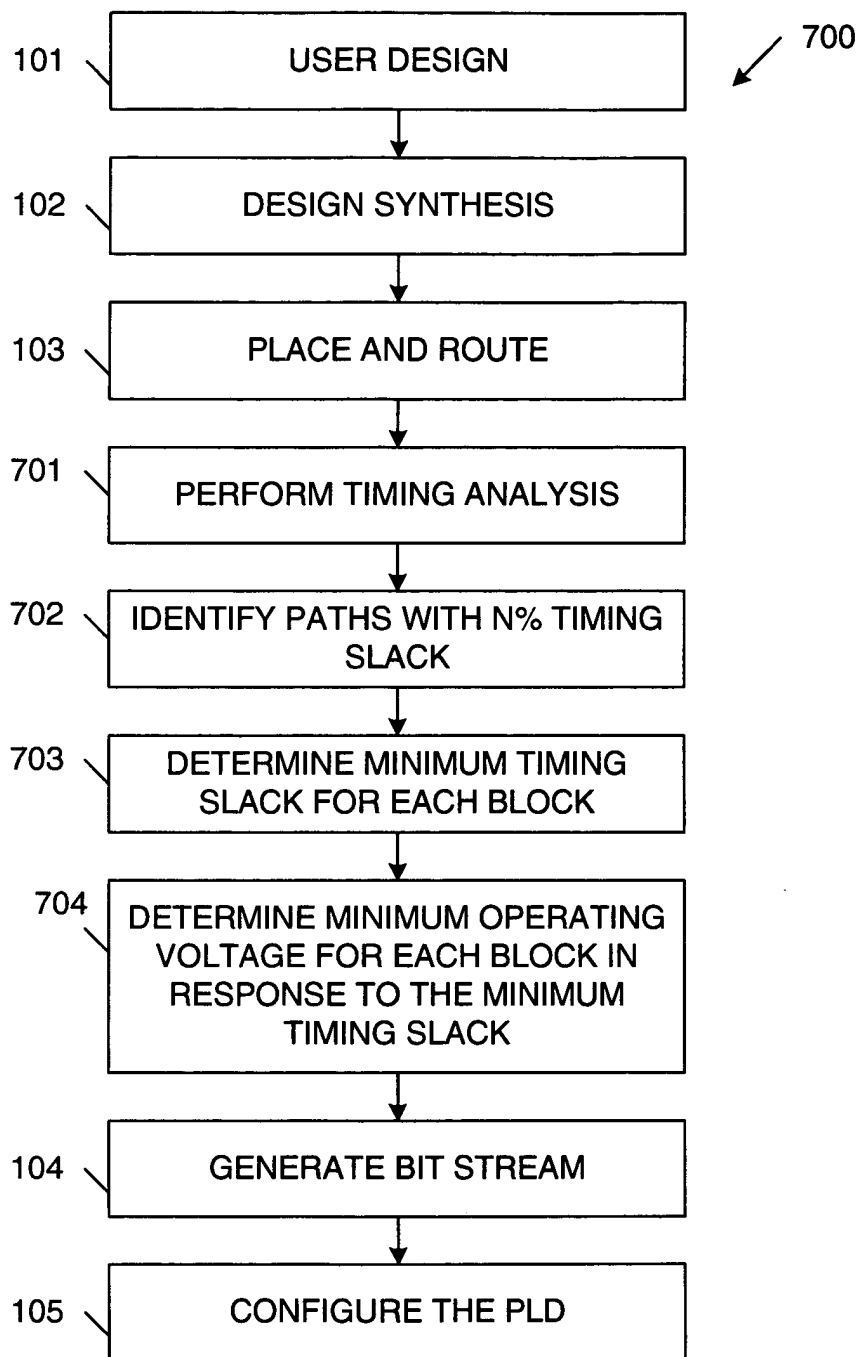 700
101
USER DESIGN
102
DESIGN SYNTHESIS
103
PLACE AND ROUTE
701
PERFORM TIMING ANALYSIS
702
IDENTIFY PATHS WITH N% TIMING
SLACK
703
DETERMINE MINIMUM TIMING
SLACK FOR EACH BLOCK
704
DETERMINE MINIMUM OPERATING
VOLTAGE FOR EACH BLOCK IN
RESPONSE TO THE MINIMUM
TIMING SLACK
104
GENERATE BIT STREAM
105
CONFIGURE THE PLD